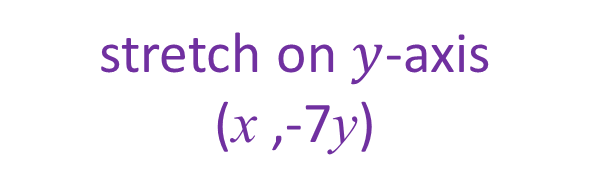 stretch on y-axis
(x ,-7y)